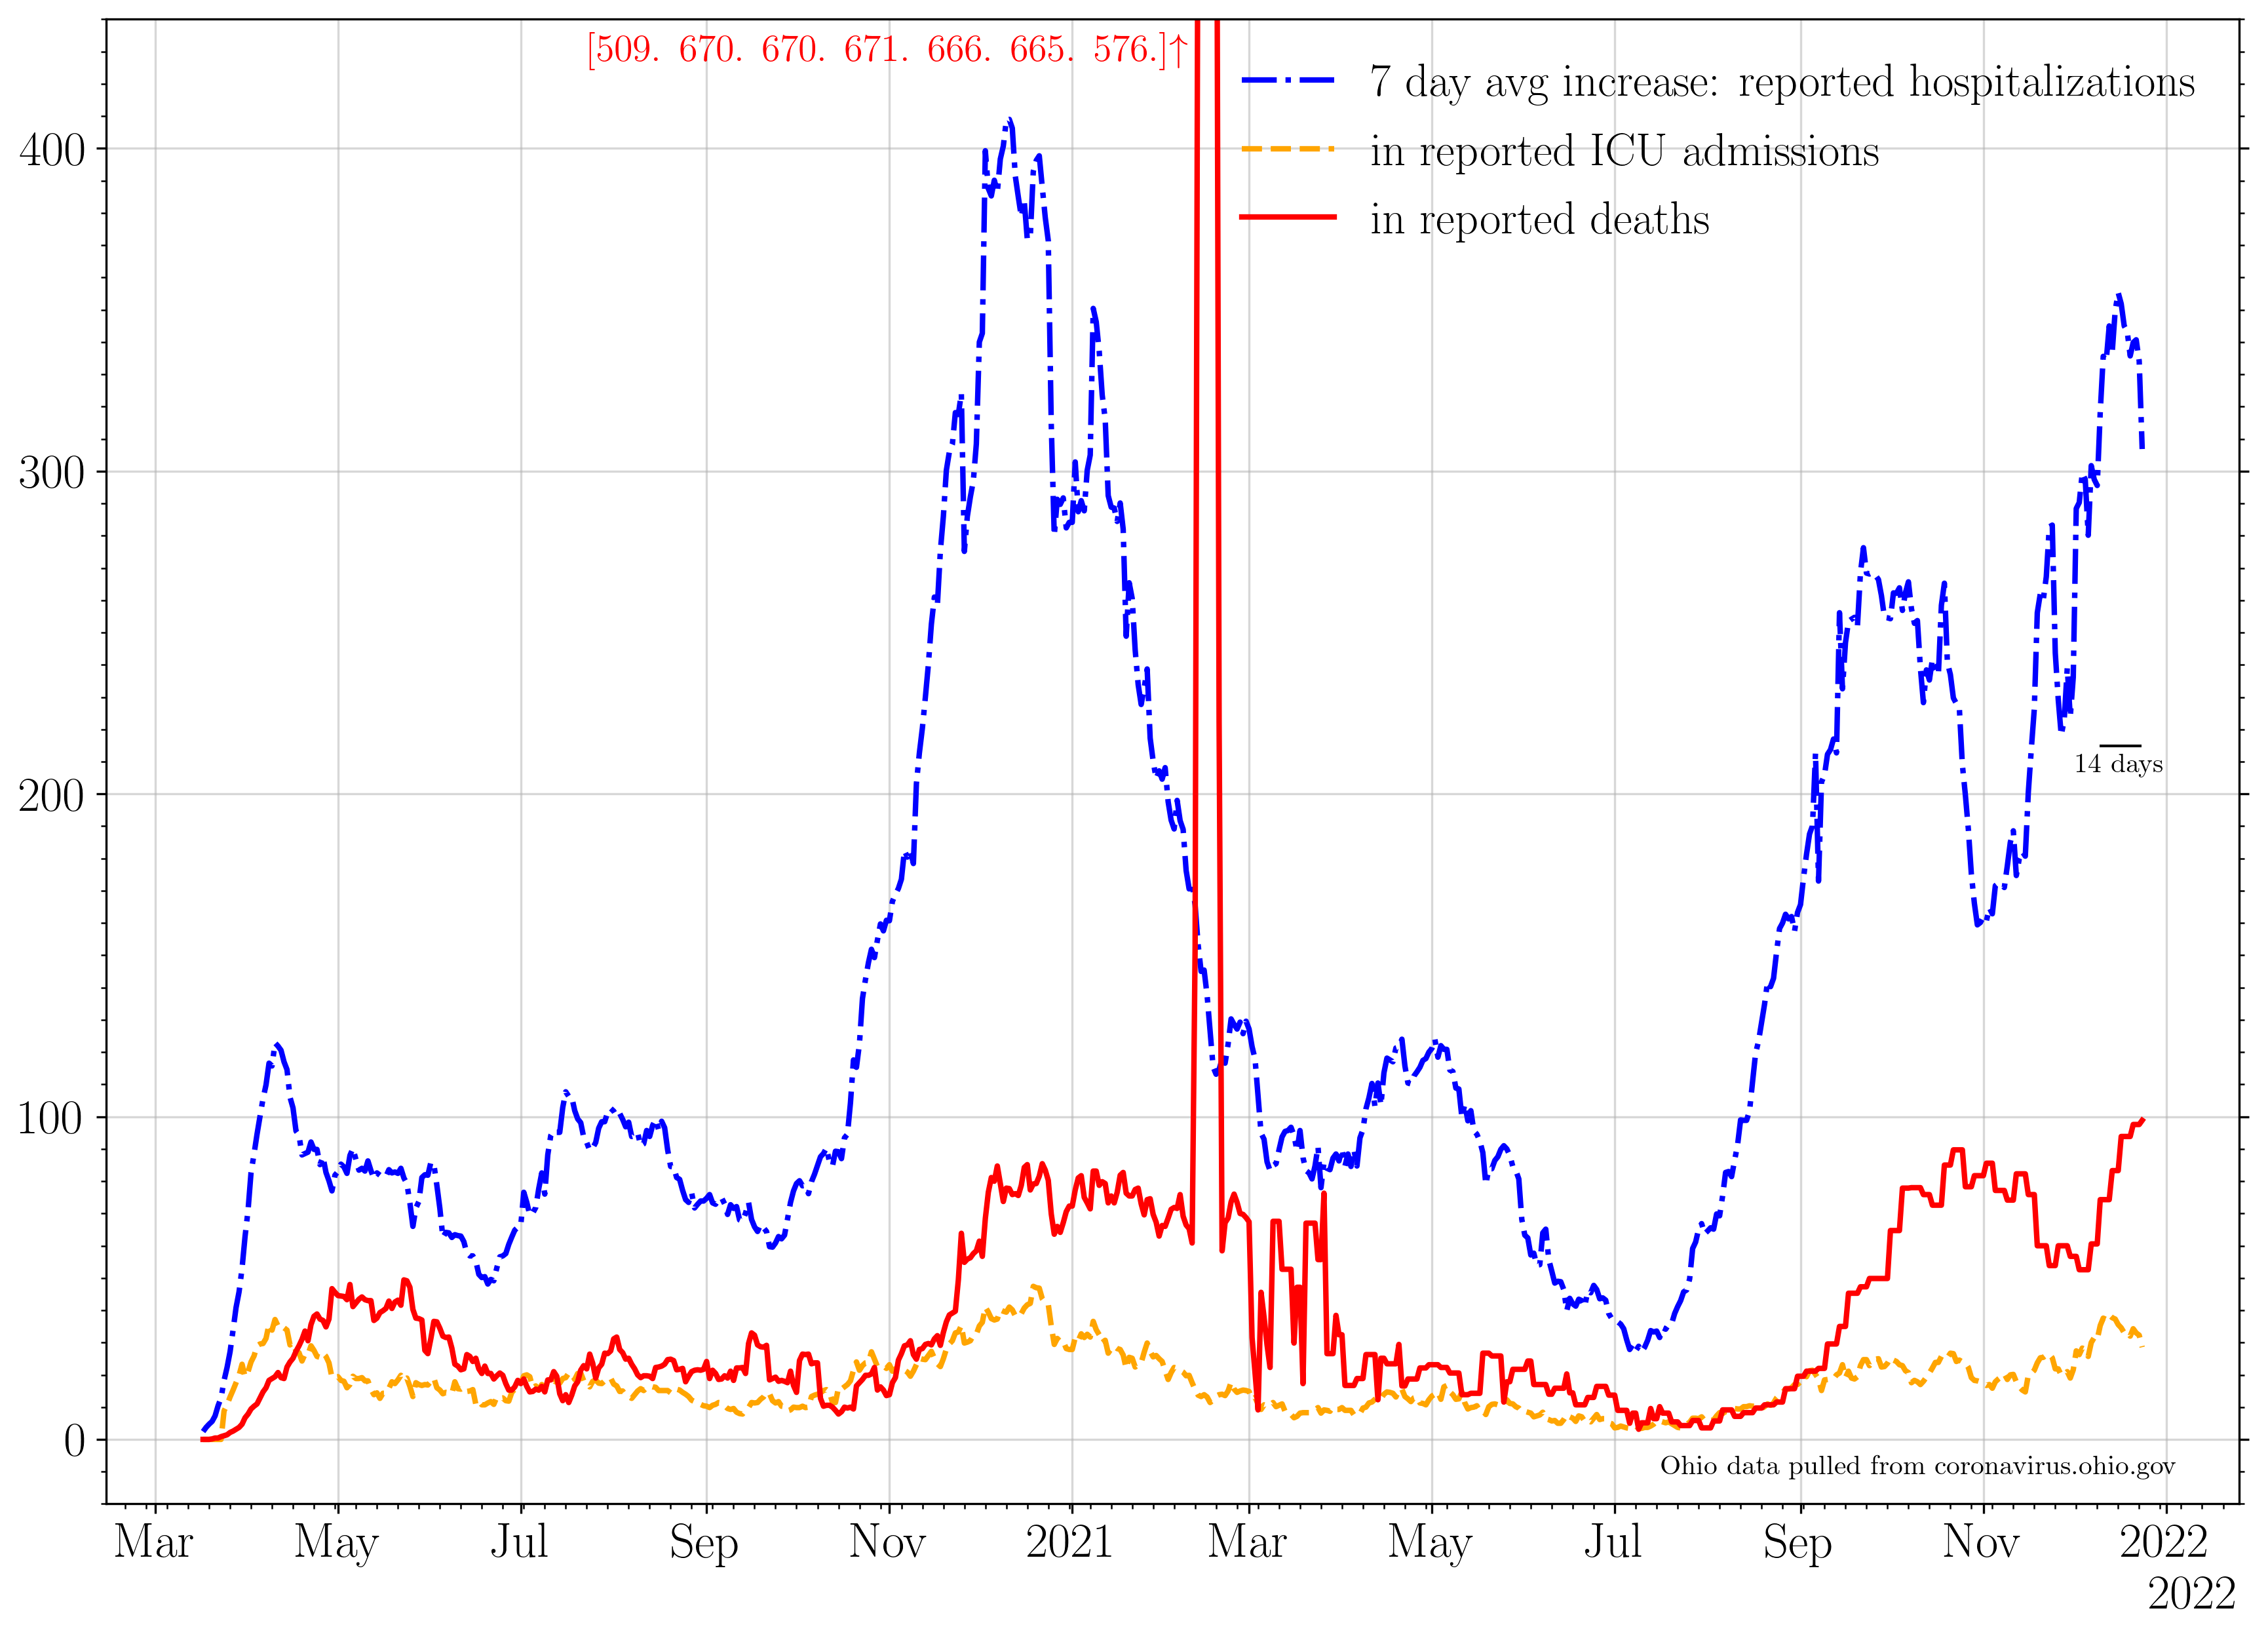 [509. 670. 670. 671. 666. 665. 576.]↑
7 day avg increase: reported hospitalizations
in reported ICU admissions
in reported deaths
400
300
200
100
0
14 days
Ohio data pulled from coronavirus.ohio.gov
Mar May Jul Sep Nov 2021 Mar May Jul Sep Nov 2022
2022